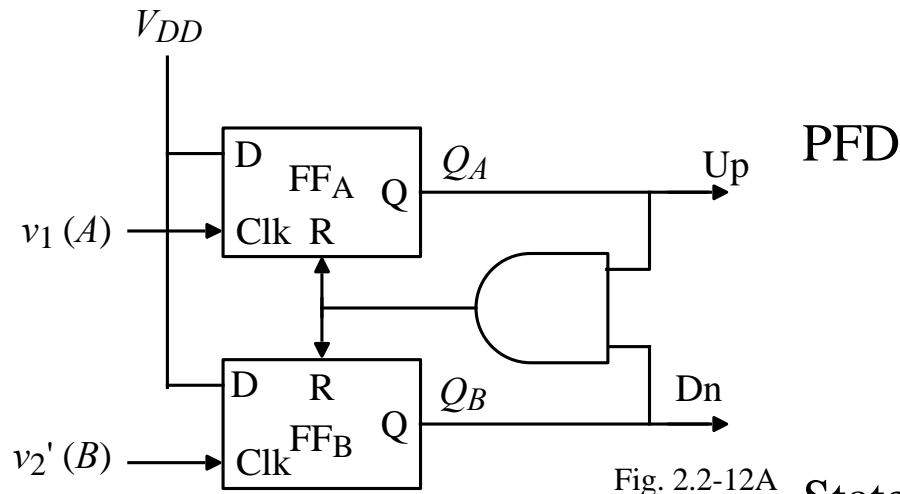 VDD
PFD
D
FFA
QA
Up
Q
v1 (A)
Clk R
D
R
QB
Dn
Q
FFB
v2' (B)
Clk
Fig. 2.2-12A